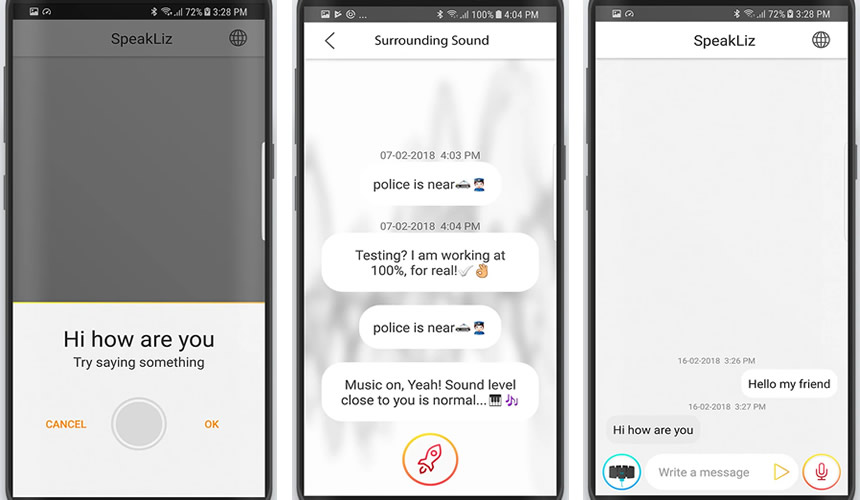 72% 3:28 PM
SpeakLiz
Hi how are you
Try saying something
CANCEL
OK
... 100% 4:04 PM
Surrounding Sound
07-02-2018 4:03 PM
police is near🚓👮
07-02-2018 4:04 PM
Testing? I am working at
100%, for real!✅👌
police is near🚓👮
Music on, Yeah! Sound level
close to you is normal...🎹🎶
72% 3:28 PM
SpeakLiz
16-02-2018 3:26 PM
Hello my friend
16-02-2018 3:27 PM
Hi how are you
Write a message